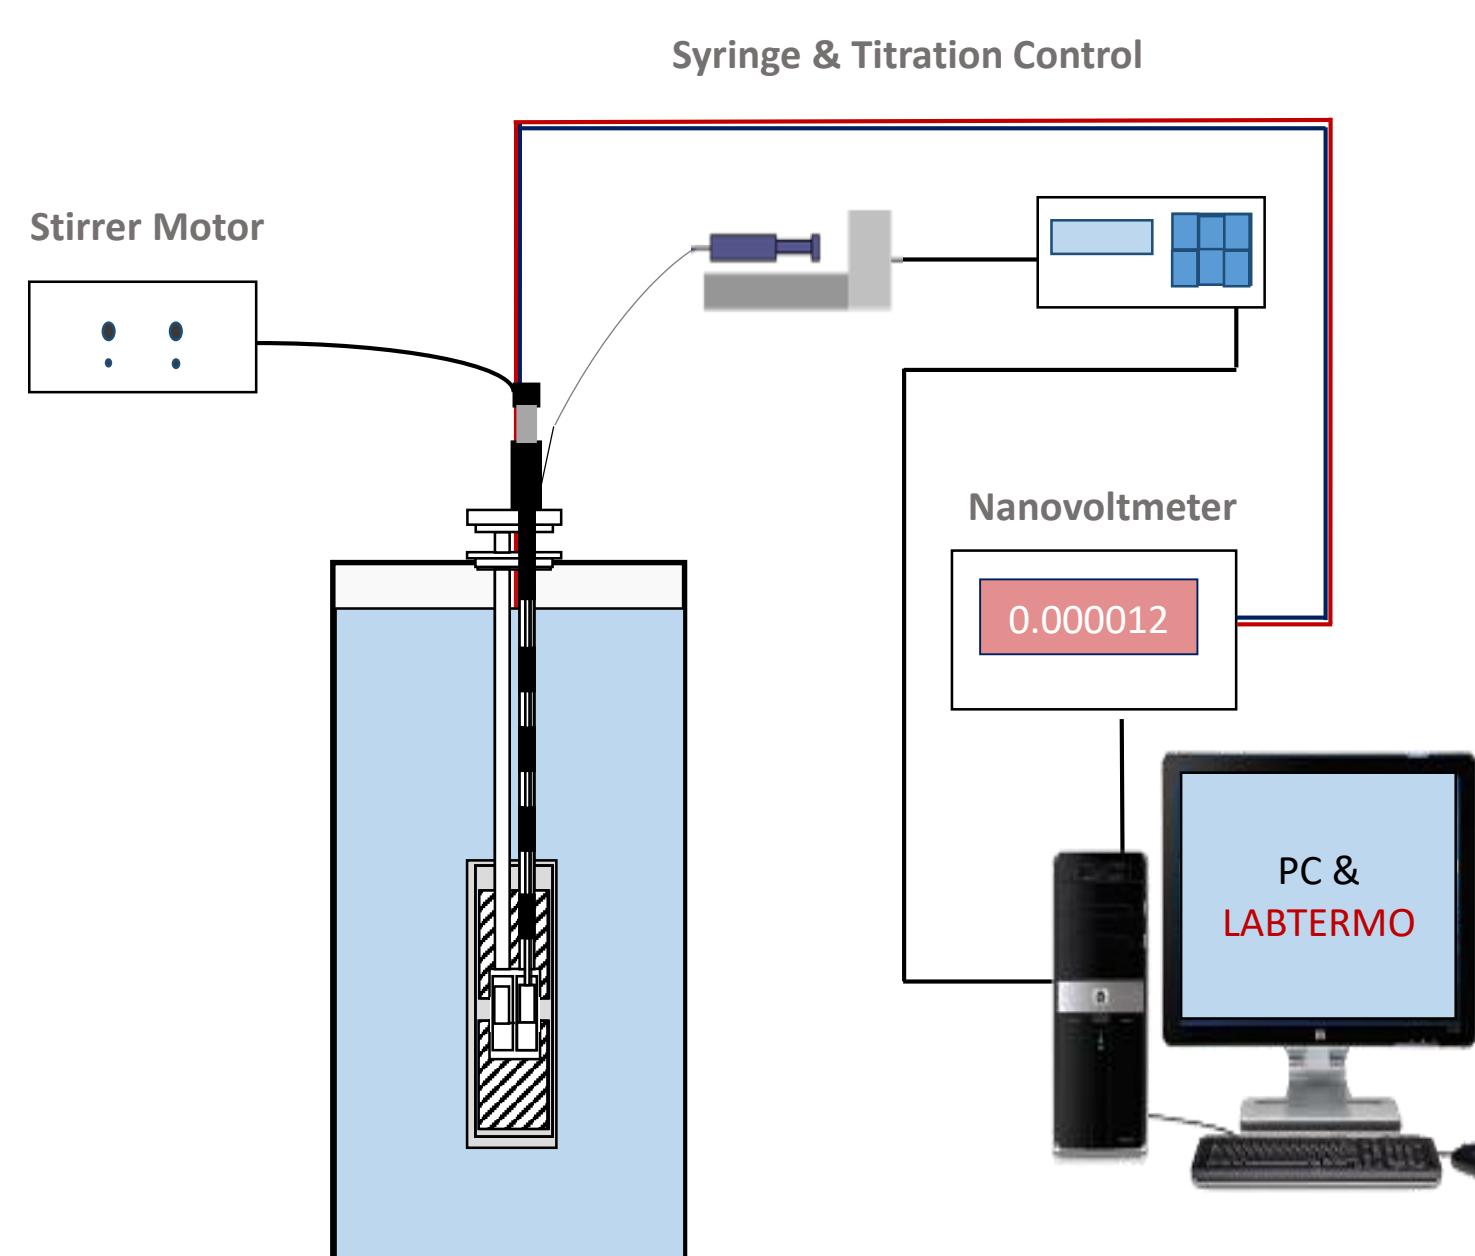 Syringe & Titration Control
Stirrer Motor
Nanovoltmeter
0.000012
PC &
LABTERMO